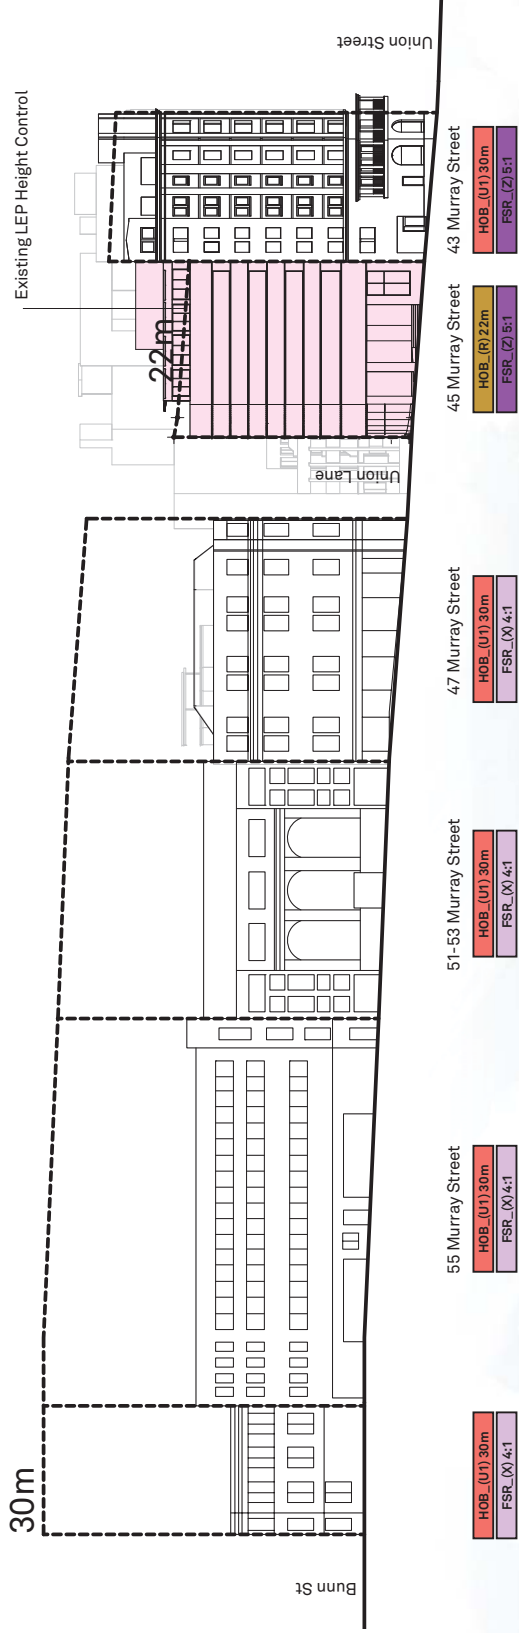 30m
22m
Existing LEP Height Control
Bunn St
Union Lane
Union Street
HOB_(U1) 30m
FSR_(X) 4:1
55 Murray Street
HOB_(U1) 30m
FSR_(X) 4:1
51-53 Murray Street
HOB_(U1) 30m
FSR_(X) 4:1
47 Murray Street
HOB_(U1) 30m
FSR_(X) 4:1
45 Murray Street
HOB_(R) 22m
FSR_(Z) 5:1
43 Murray Street
HOB_(U1) 30m
FSR_(Z) 5:1